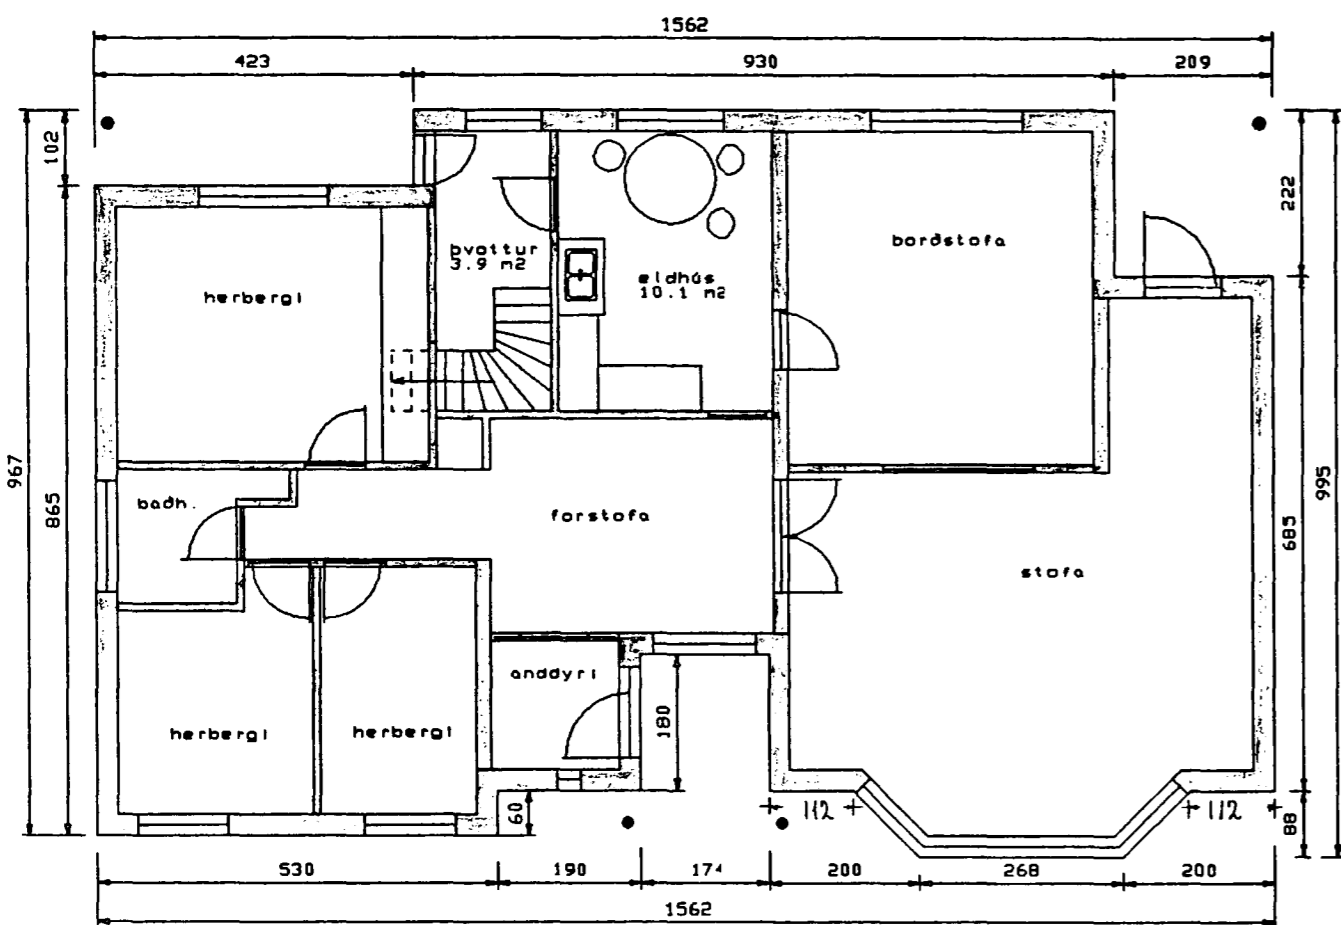 1562
423
930
209
102
222
borðstofa
þvottur
3.9 m2
eldhús
10.1 m2
herbergi
967
865
995
685
baðh.
forstofa
stofa
anddyri
180
herbergi
herbergi
60
112
112
88
530
190
174
200
268
200
1562